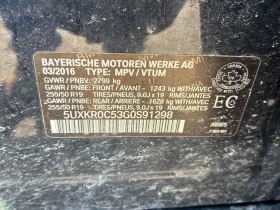 BAYERISCHE MOTOREN WERKE AG
03/2016 TYPE: MPV / VTUM
GVWR / PNBV: 2799 kg
GAWR / PNBE: FRONT / AVANT - 1243 kg AVEC/WITH
255/50 R19 TIRES/PNEUS, 9.0J x 19 RIMS/JANTES
GAWR / PNBE: REAR / ARRIERE - 1628 kg AVEC/WITH
255/50 R19 TIRES/PNEUS, 9.0J x 19 RIMS/JANTES
5UXKR0C53G0S91298
EC